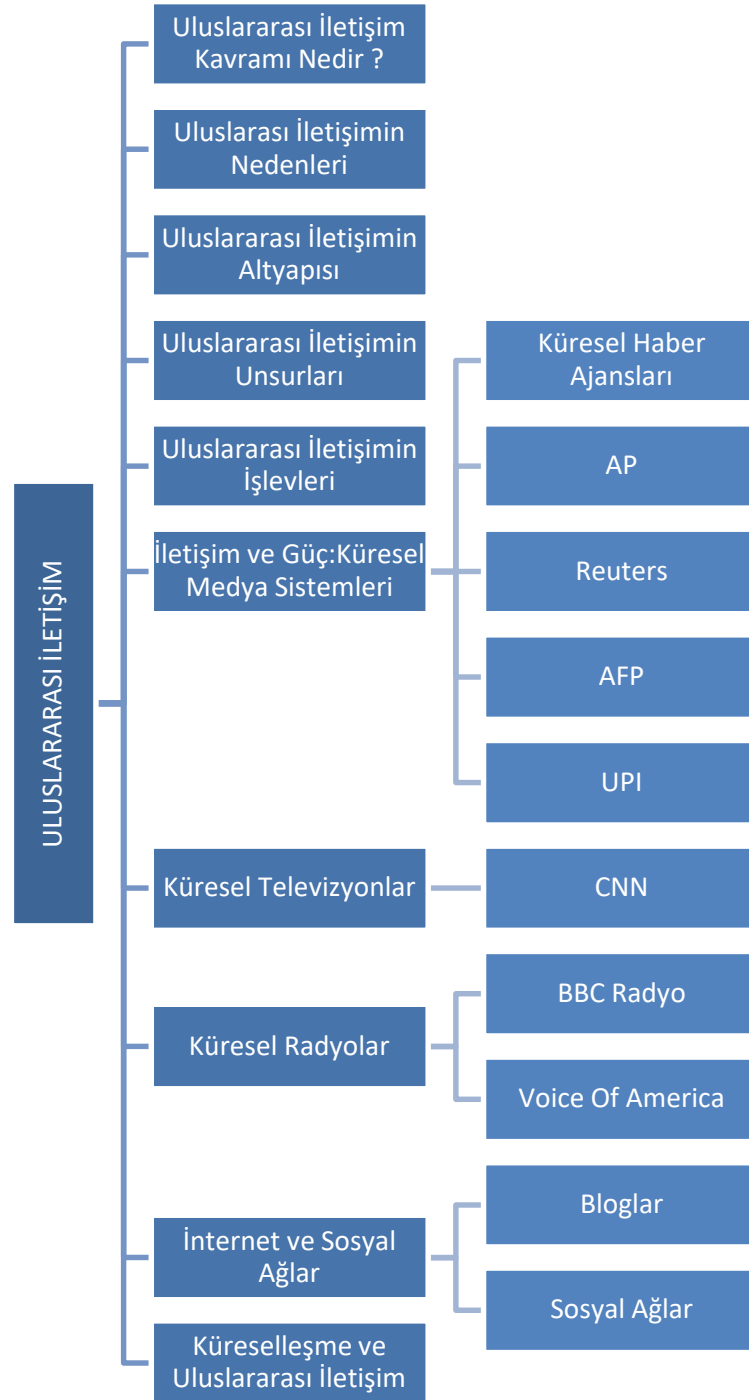 ULUSLARARASI İLETİŞİM
Uluslararası İletişim
Kavramı Nedir ?
Uluslarası İletişimin
Nedenleri
Uluslararası İletişimin
Altyapısı
Uluslararası İletişimin
Unsurları
Uluslararası İletişimin
İşlevleri
İletişim ve Güç:Küresel
Medya Sistemleri
Küresel Haber
Ajansları
AP
Reuters
AFP
UPI
Küresel Televizyonlar
CNN
Küresel Radyolar
BBC Radyo
Voice Of America
İnternet ve Sosyal
Ağlar
Bloglar
Sosyal Ağlar
Küreselleşme ve
Uluslararası İletişim